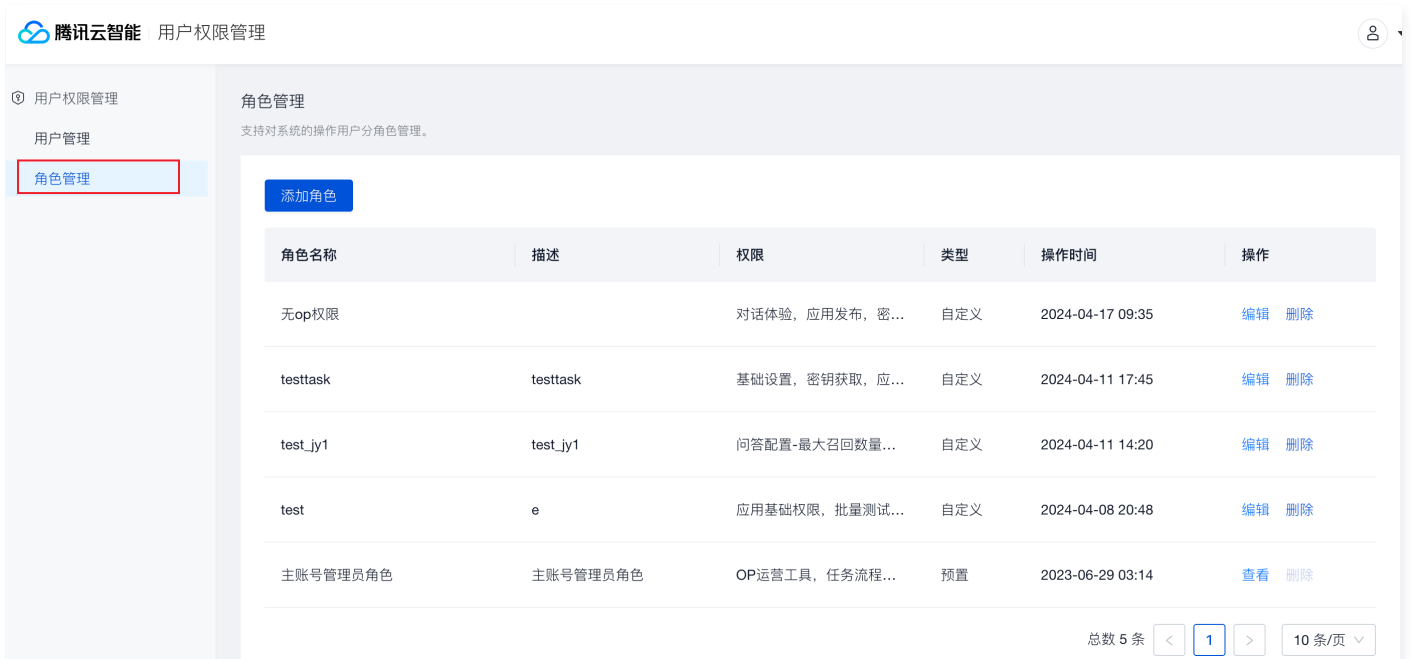 腾讯云智能 用户权限管理
用户权限管理
用户管理
角色管理
角色管理
支持对系统的操作用户分角色管理。
添加角色
角色名称 描述 权限 类型 操作时间 操作
无op权限 对话体验，应用发布，密... 自定义 2024-04-17 09:35 编辑 删除
testtask testtask 基础设置，密钥获取，应... 自定义 2024-04-11 17:45 编辑 删除
test_jy1 test_jy1 问答配置-最大召回数量... 自定义 2024-04-11 14:20 编辑 删除
test e 应用基础权限，批量测试... 自定义 2024-04-08 20:48 编辑 删除
主账号管理员角色 主账号管理员角色 OP运营工具，任务流程... 预置 2023-06-29 03:14 查看 删除
总数 5 条 < 1 > 10 条/页